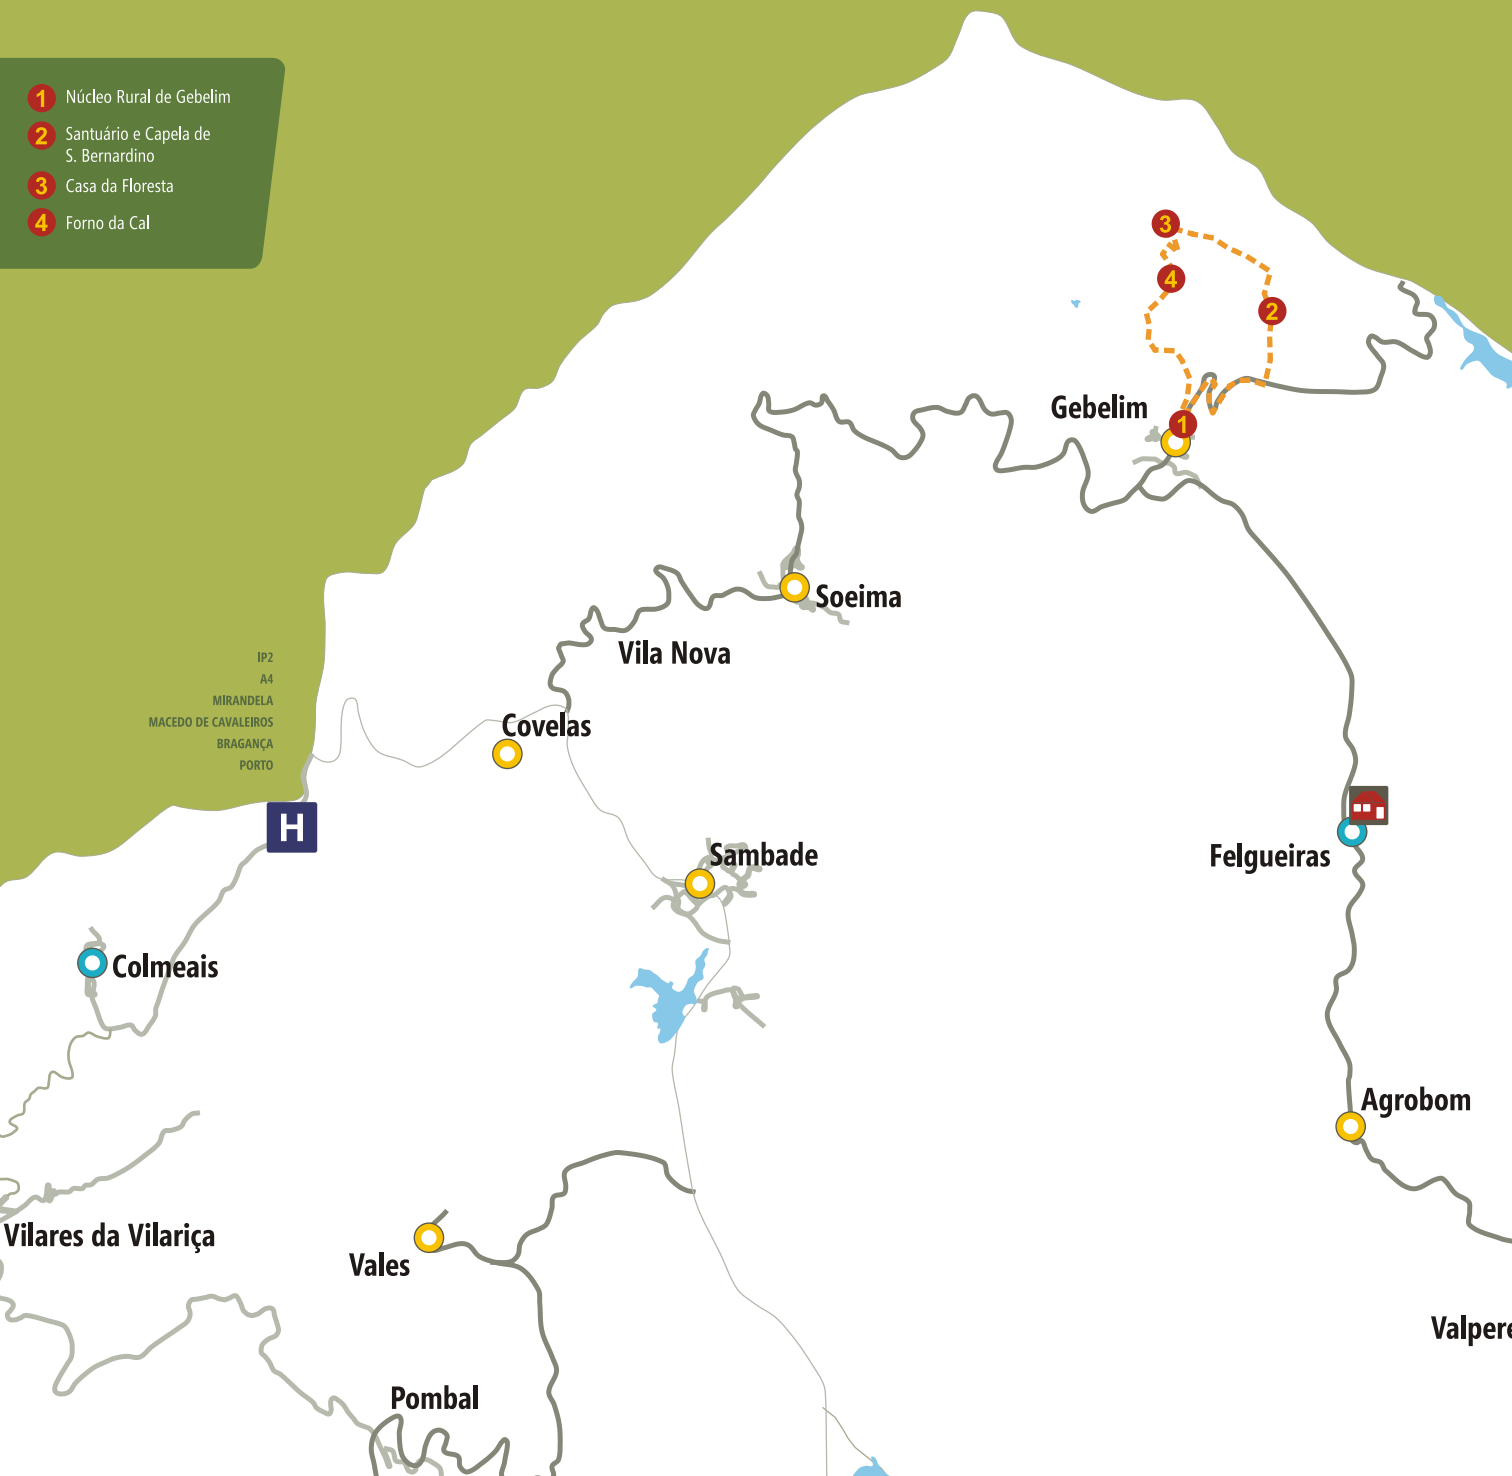 1 Núcleo Rural de Gebelim
2 Santuário e Capela de
S. Bernardino
3 Casa da Floresta
4 Forno da Cal
3
4
2
Gebelim
1
Soeima
Vila Nova
IP2
A4
MIRANDELA
MACEDO DE CAVALEIROS
BRAGANÇA
PORTO
Covelas
H
Sambade
Felgueiras
Colmeais
Agrobom
Vilares da Vilariça
Vales
Valpere
Pombal